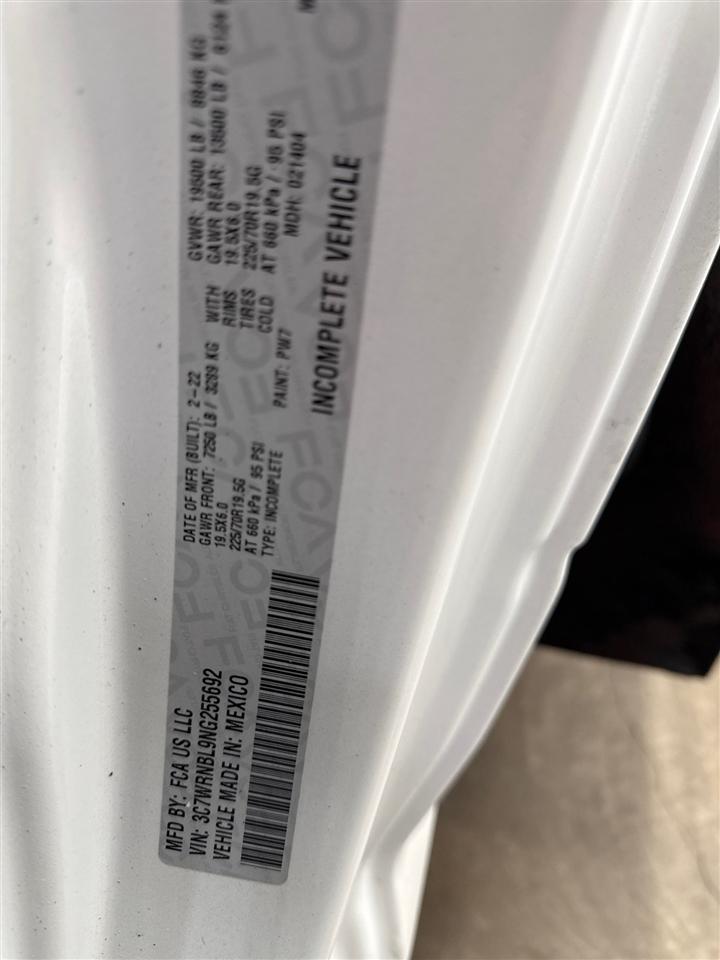 MFD BY: FCA US LLC
DATE OF MFR (BUILT): 2-22
GVWR: 19500 LB / 8846 KG
VIN: 3C7WRNBL9NG255692
GAWR FRONT: 7250 LB / 3289 KG WITH
GAWR REAR: 13500 LB /
VEHICLE MADE IN: MEXICO
19.5X6.0 RIMS 19.5X6.0
225/70R19.5G TIRES 225/70R19.5G
AT 660 kPa / 95 PSI COLD AT 660 kPa / 95 PSI
TYPE: INCOMPLETE PAINT: PW7 MDH: 021404
INCOMPLETE VEHICLE